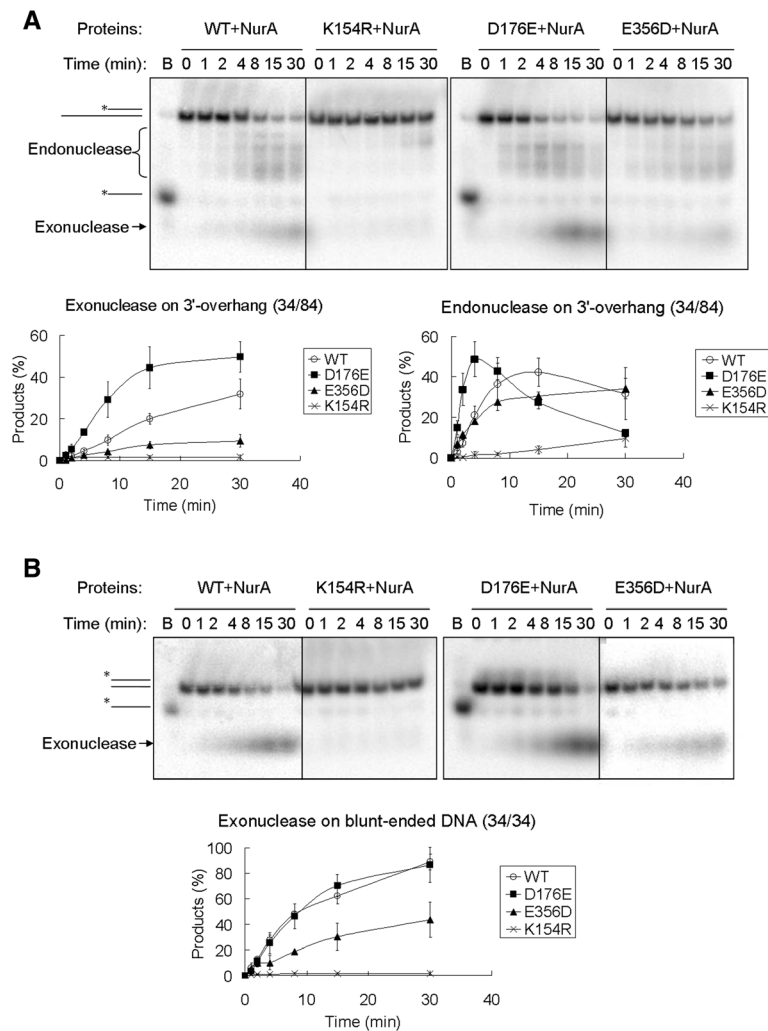 A
Proteins: WT+NurA K154R+NurA D176E+NurA E356D+NurA
Time (min): B 0 1 2 4 8 15 30 0 1 2 4 8 15 30 B 0 1 2 4 8 15 30 0 1 2 4 8 15 30
*
Endonuclease
*
Exonuclease
Exonuclease on 3'-overhang (34/84)
Products (%)
60
40
20
0
0 10 20 30 40
Time (min)
WT
D176E
E356D
K154R
Endonuclease on 3'-overhang (34/84)
Products (%)
60
40
20
0
0 10 20 30 40
Time (min)
WT
D176E
E356D
K154R
B
Proteins: WT+NurA K154R+NurA D176E+NurA E356D+NurA
Time (min): B 0 1 2 4 8 15 30 0 1 2 4 8 15 30 B 0 1 2 4 8 15 30 0 1 2 4 8 15 30
*
*
Exonuclease
Exonuclease on blunt-ended DNA (34/34)
Products (%)
100
80
60
40
20
0
0 10 20 30 40
Time (min)
WT
D176E
E356D
K154R